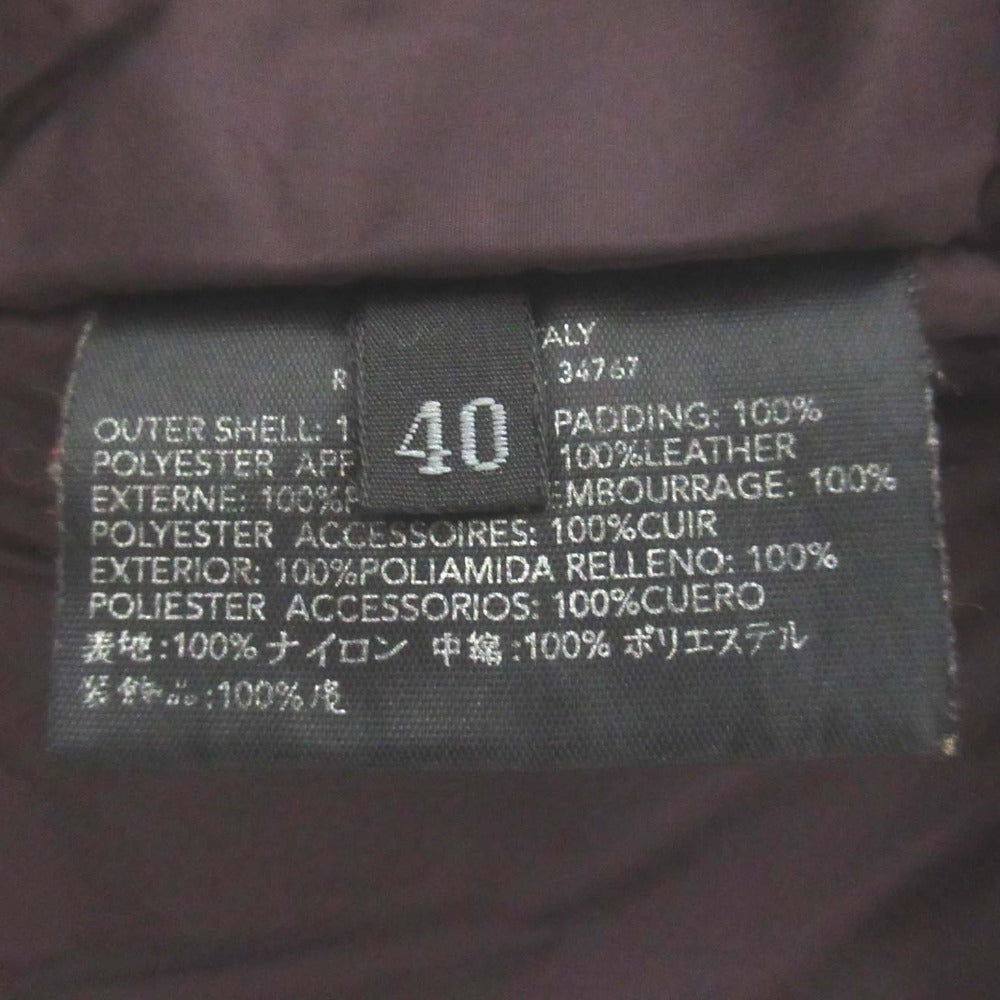 ALY
34767
40
OUTER SHELL: 1 PADDING: 100%
POLYESTER APP 100%LEATHER
EXTERNE: 100% EMBOURRAGE: 100%
POLYESTER ACCESSOIRES: 100%CUIR
EXTERIOR: 100%POLIAMIDA RELLENO: 100%
POLIESTER ACCESSORIOS: 100%CUERO
表地:100% ナイロン 中綿:100% ポリエステル
装飾品:100%皮